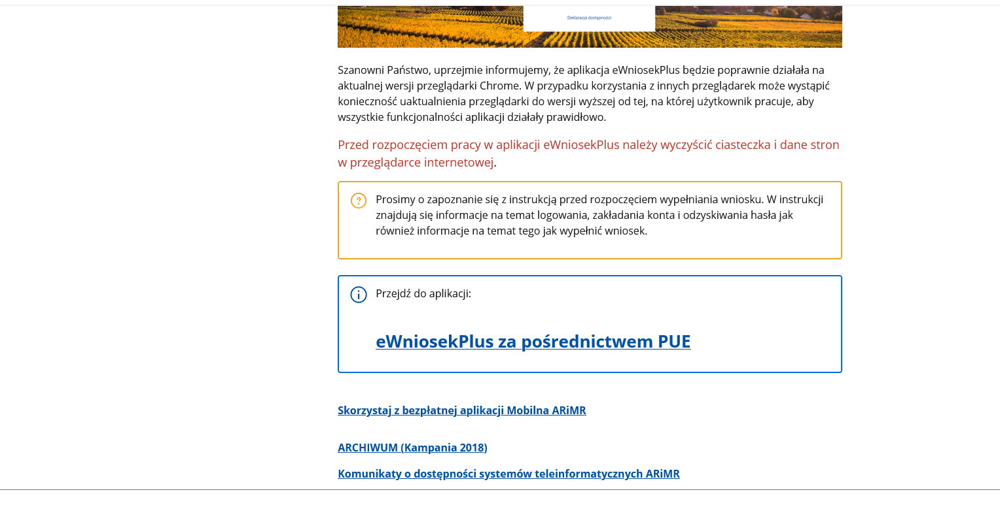 Deklaracja dostępności
Szanowni Państwo, uprzejmie informujemy, że aplikacja eWniosekPlus będzie poprawnie działała na
aktualnej wersji przeglądarki Chrome. W przypadku korzystania z innych przeglądarek może wystąpić
konieczność uaktualnienia przeglądarki do wersji wyższej od tej, na której użytkownik pracuje, aby
wszystkie funkcjonalności aplikacji działały prawidłowo.
Przed rozpoczęciem pracy w aplikacji eWniosekPlus należy wyczyścić ciasteczka i dane stron
w przeglądarce internetowej.
Prosimy o zapoznanie się z instrukcją przed rozpoczęciem wypełniania wniosku. W instrukcji
znajdują się informacje na temat logowania, zakładania konta i odzyskiwania hasła jak
również informacje na temat tego jak wypełnić wniosek.
Przejdź do aplikacji:
eWniosekPlus za pośrednictwem PUE
Skorzystaj z bezpłatnej aplikacji Mobilna ARiMR
ARCHIWUM (Kampania 2018)
Komunikaty o dostępności systemów teleinformatycznych ARiMR